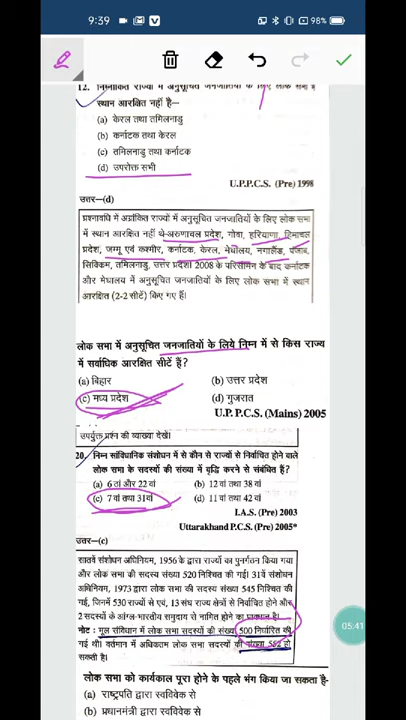 9:39
98%
12. निम्नांकित राज्यों में अनुसूचित जनजातियों के लिए लोक सभा में
स्थान आरक्षित नहीं है—
(a) केरल तथा तमिलनाडु
(b) कर्नाटक तथा केरल
(c) तमिलनाडु तथा कर्नाटक
(d) उपरोक्त सभी
U.P.P.C.S. (Pre) 1998
उत्तर-(d)
प्रश्नावधि में अग्रांकित राज्यों में अनुसूचित जनजातियों के लिए लोक सभा
में स्थान आरक्षित नहीं थे-अरुणाचल प्रदेश, गोवा, हरियाणा, हिमाचल
प्रदेश, जम्मू एवं कश्मीर, कर्नाटक, केरल, मेघालय, नगालैंड, पंजाब,
सिक्किम, तमिलनाडु, उत्तर प्रदेश। 2008 के परिसीमन के बाद कर्नाटक
और मेघालय में अनुसूचित जनजातियों के लिए लोक सभा में स्थान
आरक्षित (2-2 सीटें) किए गए हैं।
लोक सभा में अनुसूचित जनजातियों के लिये निम्न में से किस राज्य
में सर्वाधिक आरक्षित सीटें हैं?
(a) बिहार (b) उत्तर प्रदेश
(c) मध्य प्रदेश (d) गुजरात
U.P. P.C.S. (Mains) 2005
उपर्युक्त प्रश्न की व्याख्या देखें।
20. निम्न सांविधानिक संशोधन में से कौन से राज्यों से निर्वाचित होने वाले
लोक सभा के सदस्यों की संख्या में वृद्धि करने से संबंधित हैं?
(a) 6 वां और 22 वां (b) 12 वां तथा 38 वां
(c) 7 वां तथा 31वां (d) 11 वां तथा 42 वां
I.A.S. (Pre) 2003
Uttarakhand P.C.S. (Pre) 2005*
उत्तर-(c)
सातवें संशोधन अधिनियम, 1956 के द्वारा राज्यों का पुनर्गठन किया गया
और लोक सभा की सदस्य संख्या 520 निश्चित की गई। 31वें संशोधन
अधिनियम, 1973 द्वारा लोक सभा की सदस्य संख्या 545 निश्चित की
गई, जिनमें 530 राज्यों से एवं, 13 संघ राज्य क्षेत्रों से निर्वाचित होने और
2 सदस्यों के आंग्ल-भारतीय समुदाय से नामित होने का प्रावधान है।
नोट : मूल संविधान में लोक सभा सदस्यों की संख्या 500 निर्धारित की
गई थी। वर्तमान में अधिकतम लोक सभा सदस्यों की संख्या 552 हो
सकती है।
05:41
लोक सभा को कार्यकाल पूरा होने के पहले भंग किया जा सकता है-
(a) राष्ट्रपति द्वारा स्वविवेक से
(b) प्रधानमंत्री द्वारा स्वविवेक से